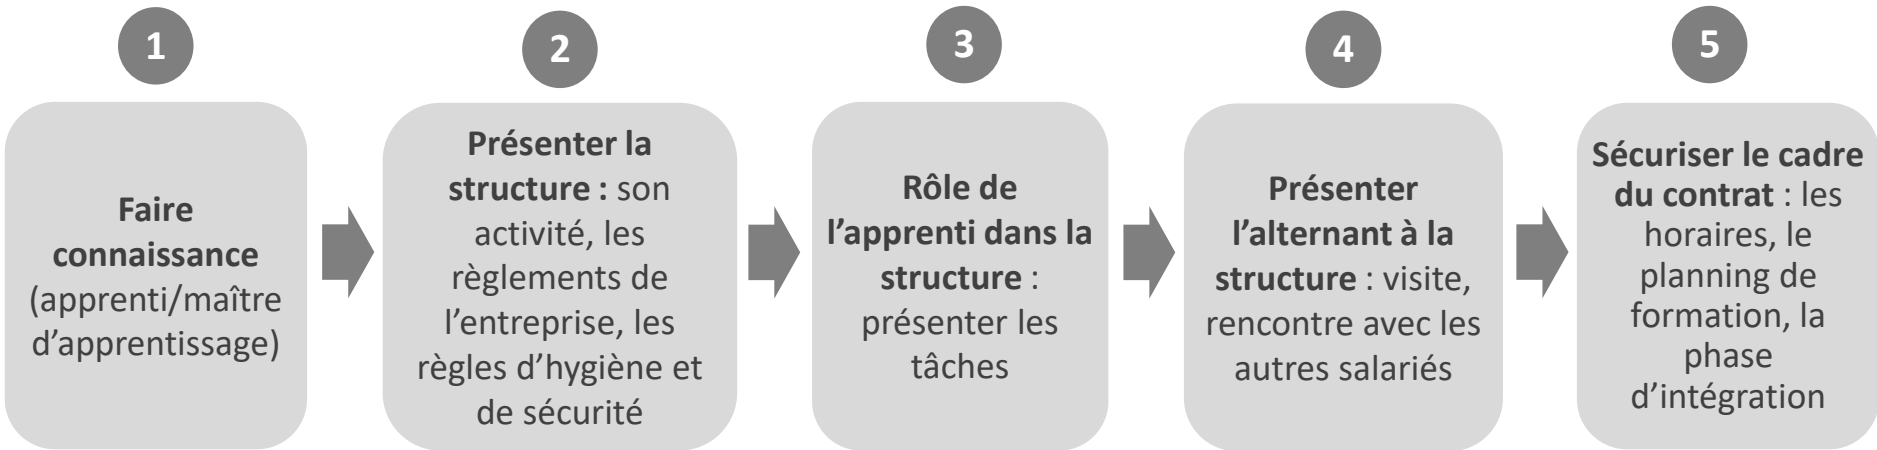 1
Faire
connaissance
(apprenti/maître
d’apprentissage)
2
Présenter la
structure : son
activité, les
règlements de
l’entreprise, les
règles d’hygiène et
de sécurité
3
Rôle de
l’apprenti dans la
structure :
présenter les
tâches
4
Présenter
l’alternant à la
structure : visite,
rencontre avec les
autres salariés
5
Sécuriser le cadre
du contrat : les
horaires, le
planning de
formation, la
phase
d’intégration